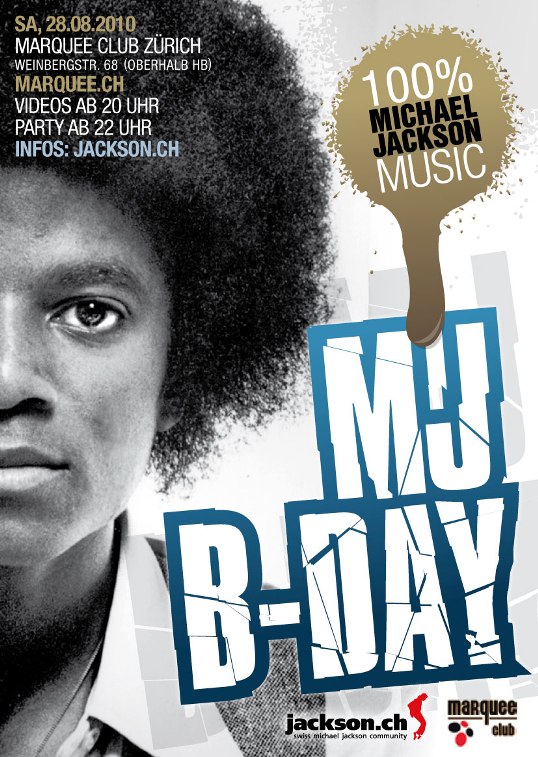 SA, 28.08.2010
MARQUEE CLUB ZÜRICH
WEINBERGSTR. 68 (OBERHALB HB)
MARQUEE.CH
VIDEOS AB 20 UHR
PARTY AB 22 UHR
INFOS: JACKSON.CH
100%
MICHAEL
JACKSON
MUSIC
MJ
B-DAY
jackson.ch
swiss michael jackson community
marquee
club